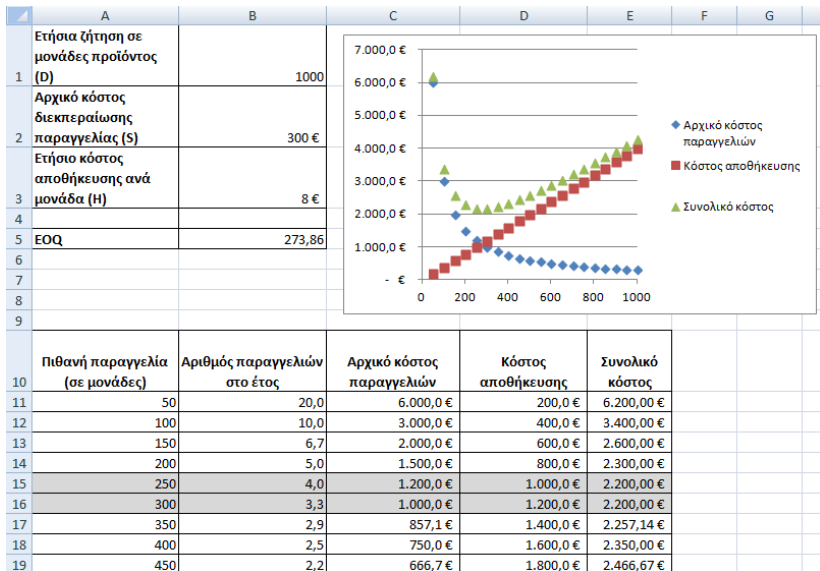 A B C D E F G
Ετήσια ζήτηση σε
μονάδες προϊόντος
1 (D) 1000
Αρχικό κόστος
διεκπεραίωσης
2 παραγγελίας (S) 300 €
Ετήσιο κόστος
αποθήκευσης ανά
3 μονάδα (H) 8 €
4
5 EOQ 273,86
6
7
8
9
7.000,0 €
6.000,0 €
5.000,0 €
4.000,0 €
3.000,0 €
2.000,0 €
1.000,0 €
- €
0 200 400 600 800 1000
Αρχικό κόστος
παραγγελιών
Κόστος αποθήκευσης
Συνολικό κόστος
Πιθανή παραγγελία Αριθμός παραγγελιών Αρχικό κόστος Κόστος Συνολικό
10 (σε μονάδες) στο έτος παραγγελιών αποθήκευσης κόστος
11 50 20,0 6.000,0 € 200,0 € 6.200,00 €
12 100 10,0 3.000,0 € 400,0 € 3.400,00 €
13 150 6,7 2.000,0 € 600,0 € 2.600,00 €
14 200 5,0 1.500,0 € 800,0 € 2.300,00 €
15 250 4,0 1.200,0 € 1.000,0 € 2.200,00 €
16 300 3,3 1.000,0 € 1.200,0 € 2.200,00 €
17 350 2,9 857,1 € 1.400,0 € 2.257,14 €
18 400 2,5 750,0 € 1.600,0 € 2.350,00 €
19 450 2,2 666,7 € 1.800,0 € 2.466,67 €